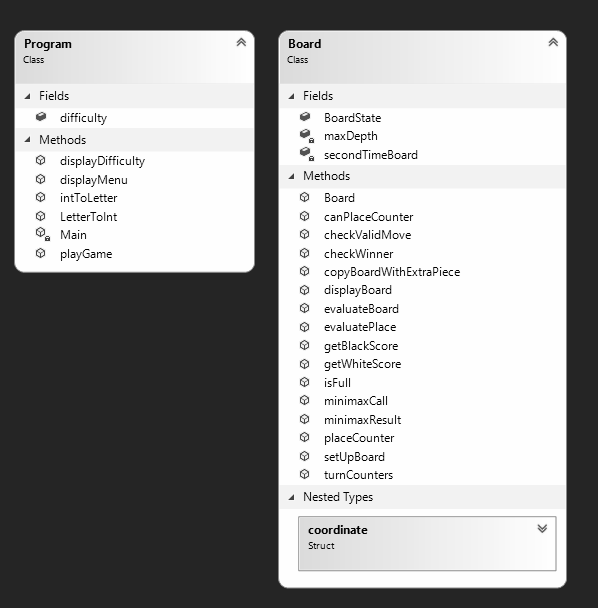 Program
Class
Fields
difficulty
Methods
displayDifficulty
displayMenu
intToLetter
LetterToInt
Main
playGame
Board
Class
Fields
BoardState
maxDepth
secondTimeBoard
Methods
Board
canPlaceCounter
checkValidMove
checkWinner
copyBoardWithExtraPiece
displayBoard
evaluateBoard
evaluatePlace
getBlackScore
getWhiteScore
isFull
minimaxCall
minimaxResult
placeCounter
setUpBoard
turnCounters
Nested Types
coordinate
Struct